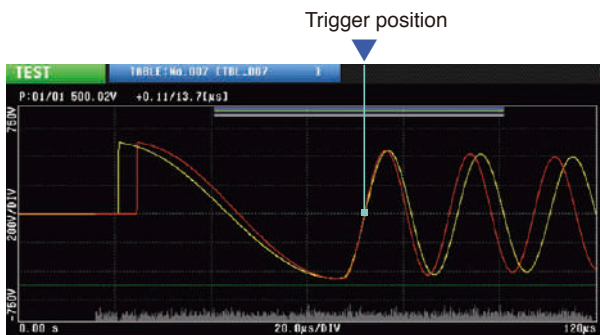 Trigger position
TEST TABLE:No.007 [TBL_007 ]
P:01/01 500.02V +0.11/13.7[µs]
750V
200V/DIV
-750V
0.00 s 20.0µs/DIV 120µs